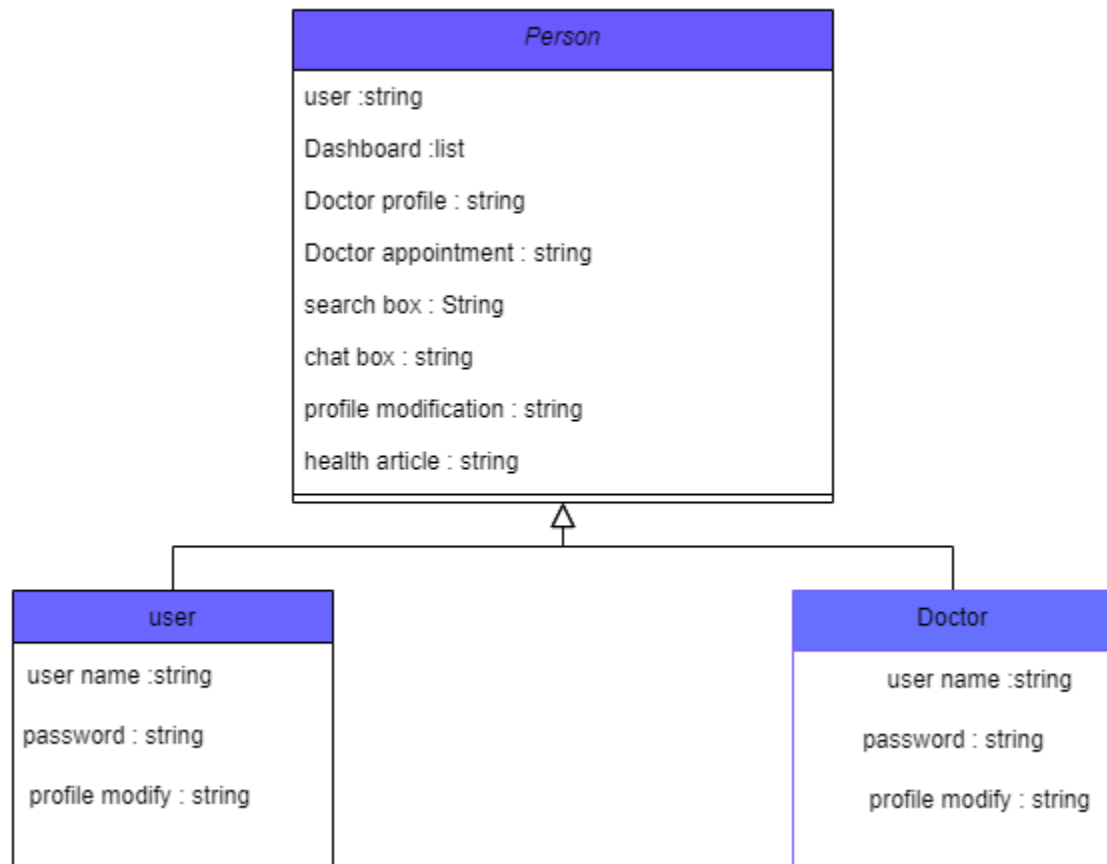 Person
user :string
Dashboard :list
Doctor profile : string
Doctor appointment : string
search box : String
chat box : string
profile modification : string
health article : string
user
user name :string
password : string
profile modify : string
Doctor
user name :string
password : string
profile modify : string